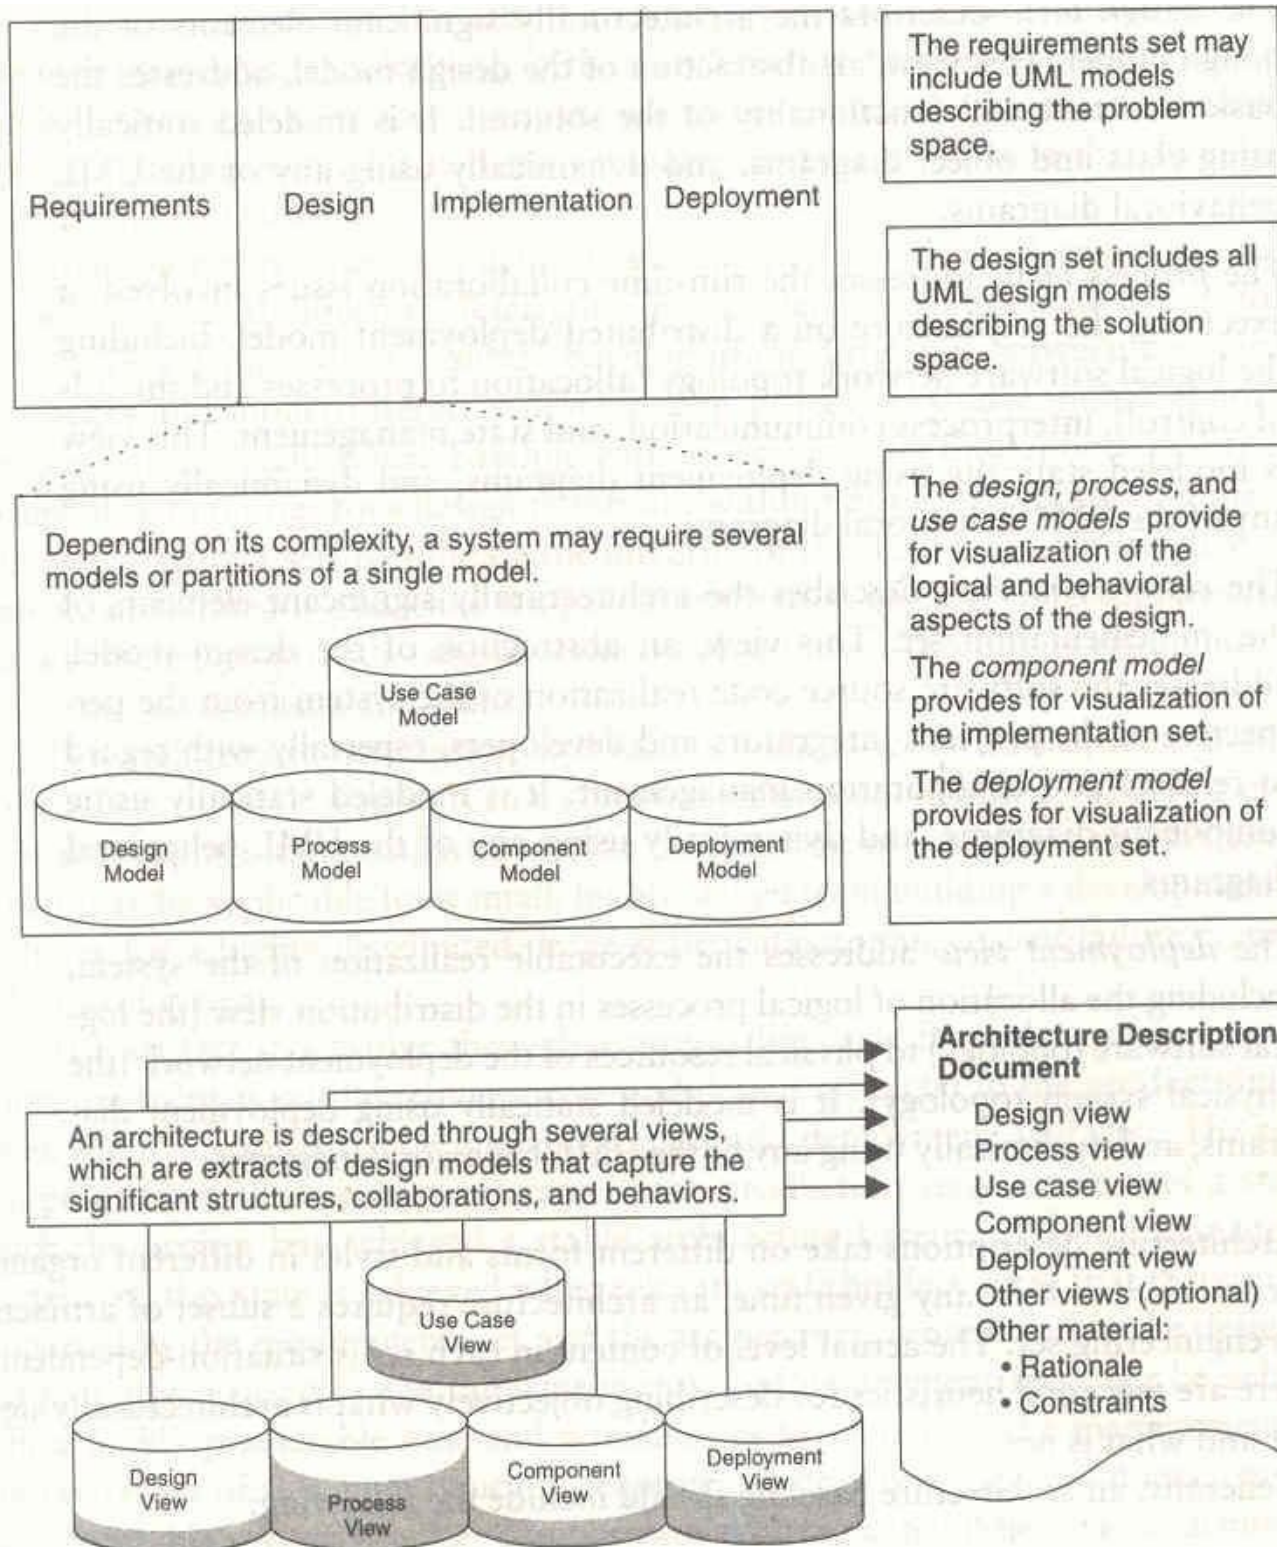 Requirements
Design
Implementation
Deployment
The requirements set may
include UML models
describing the problem
space.
The design set includes all
UML design models
describing the solution
space.
Depending on its complexity, a system may require several
models or partitions of a single model.
Use Case
Model
Design
Model
Process
Model
Component
Model
Deployment
Model
The design, process, and
use case models provide
for visualization of the
logical and behavioral
aspects of the design.
The component model
provides for visualization of
the implementation set.
The deployment model
provides for visualization of
the deployment set.
An architecture is described through several views,
which are extracts of design models that capture the
significant structures, collaborations, and behaviors.
Use Case
View
Design
View
Process
View
Component
View
Deployment
View
Architecture Description
Document
Design view
Process view
Use case view
Component view
Deployment view
Other views (optional)
Other material:
• Rationale
• Constraints